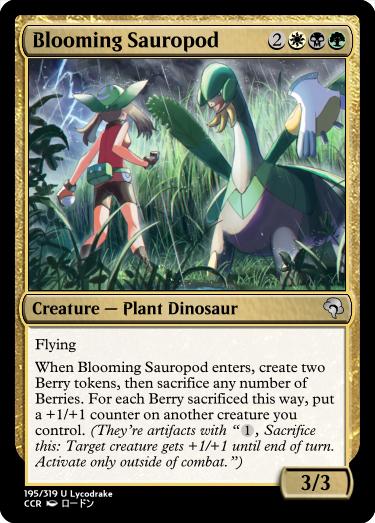 Blooming Sauropod 2
Creature — Plant Dinosaur
Flying
When Blooming Sauropod enters, create two
Berry tokens, then sacrifice any number of
Berries. For each Berry sacrificed this way, put
a +1/+1 counter on another creature you
control. (They're artifacts with “1, Sacrifice
this: Target creature gets +1/+1 until end of turn.
Activate only outside of combat.”)
3/3
195/319 U Lycodrake
CCR ロードン